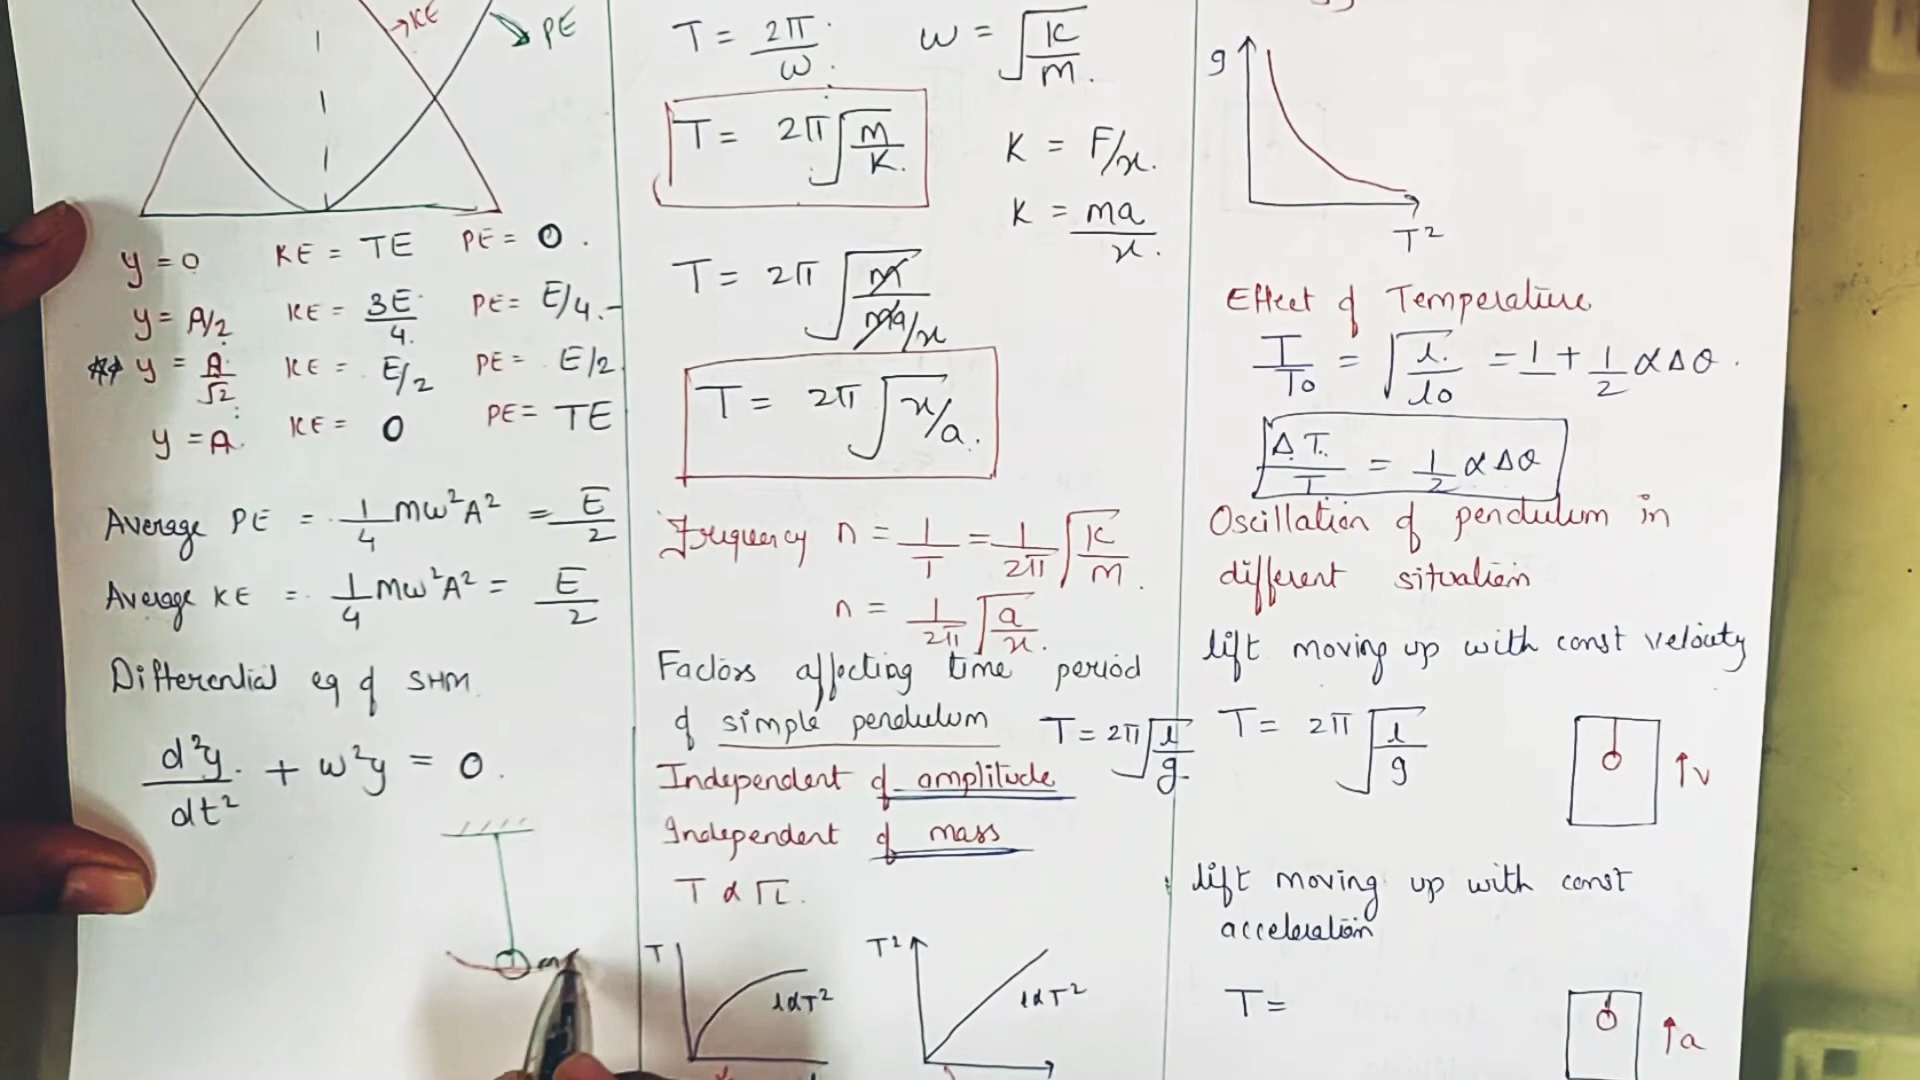 KE
PE
y = 0 KE = TE PE = 0.
y = A/2 KE = 3E/4. PE = E/4.
y = A/√2 KE = E/2 PE = E/2
y = A KE = 0 PE = TE
Average PE = 1/4 mω²A² = E/2
Average KE = 1/4 mω²A² = E/2
Differential eq of SHM
d²y/dt² + ω²y = 0.
m
T = 2π/ω. ω = √K/m.
T = 2π √m/K. K = F/x.
K = ma/x.
T = 2π √m/ma/x
T = 2π √x/a.
Frequency n = 1/T = 1/2π √K/m.
n = 1/2π √a/x.
Factors affecting time period
of simple pendulum T = 2π √l/g.
Independent of amplitude
Independent of mass
T α √l.
T l α T²
T² l α T²
g
T²
Effect of Temperature
T/T0 = √l/l0 = 1 + 1/2 α Δθ.
ΔT/T = 1/2 α Δθ
Oscillation of pendulum in
different situation
lift moving up with const velocity
T = 2π √l/g ↑v
lift moving up with const
acceleration
T = ↑a